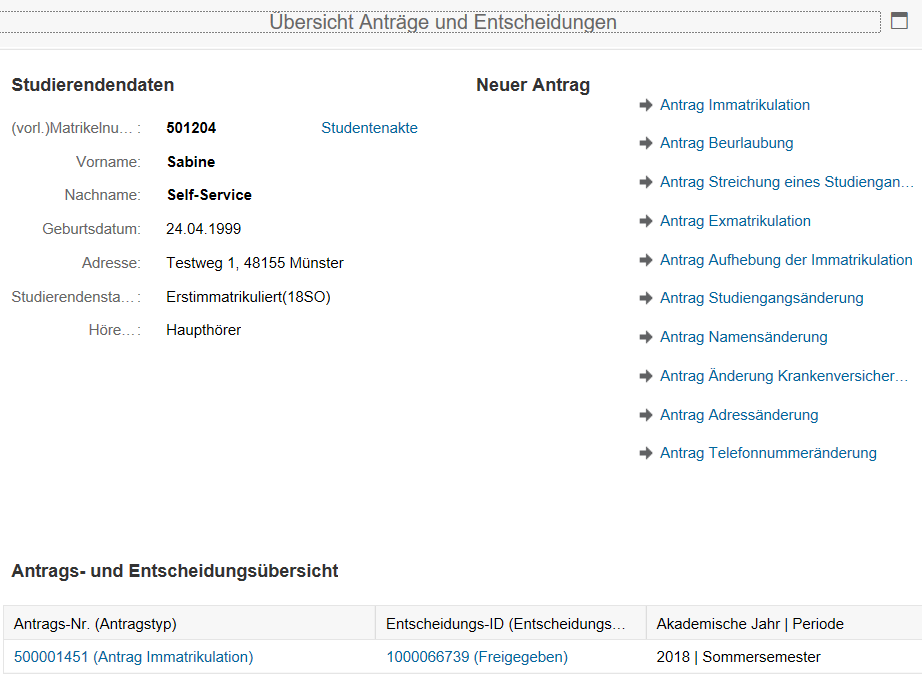 Übersicht Anträge und Entscheidungen
Studierendendaten
(vorl.)Matrikelnu... : 501204 Studentenakte
Vorname: Sabine
Nachname: Self-Service
Geburtsdatum: 24.04.1999
Adresse: Testweg 1, 48155 Münster
Studierendensta... : Erstimmatrikuliert(18SO)
Höre... : Haupthörer
Neuer Antrag
Antrag Immatrikulation
Antrag Beurlaubung
Antrag Streichung eines Studiengan...
Antrag Exmatrikulation
Antrag Aufhebung der Immatrikulation
Antrag Studiengangsänderung
Antrag Namensänderung
Antrag Änderung Krankenversicher...
Antrag Adressänderung
Antrag Telefonnummeränderung
Antrags- und Entscheidungsübersicht
Antrags-Nr. (Antragstyp) Entscheidungs-ID (Entscheidungs... Akademische Jahr | Periode
500001451 (Antrag Immatrikulation) 1000066739 (Freigegeben) 2018 | Sommersemester